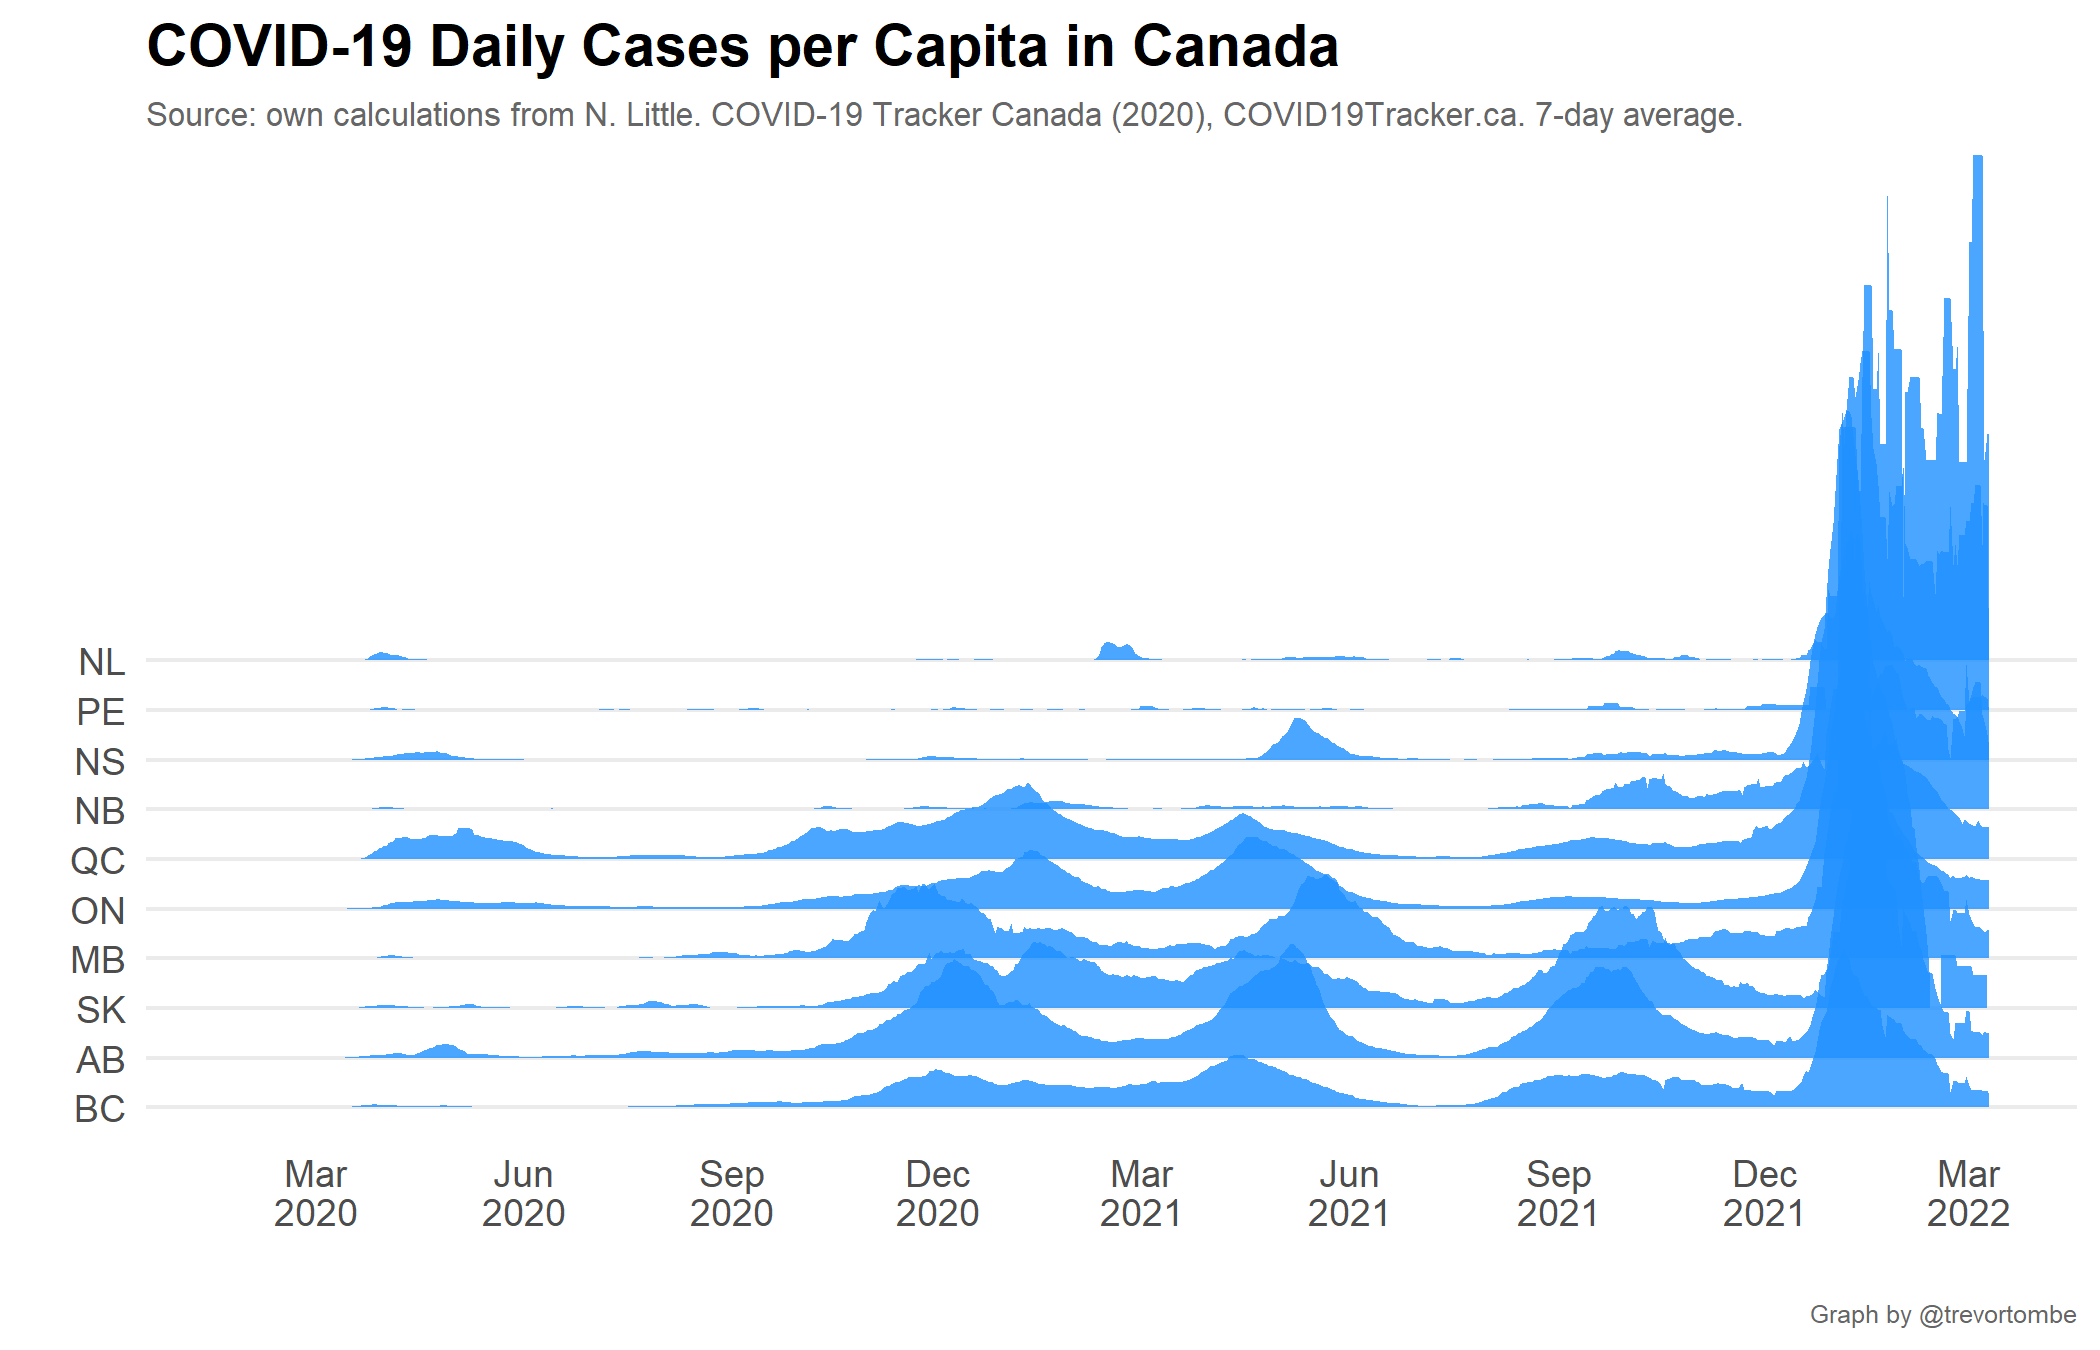 COVID-19 Daily Cases per Capita in Canada
Source: own calculations from N. Little. COVID-19 Tracker Canada (2020), COVID19Tracker.ca. 7-day average.
NL
PE
NS
NB
QC
ON
MB
SK
AB
BC
Mar Jun Sep Dec Mar Jun Sep Dec Mar
2020 2020 2020 2020 2021 2021 2021 2021 2022
Graph by @trevortombe